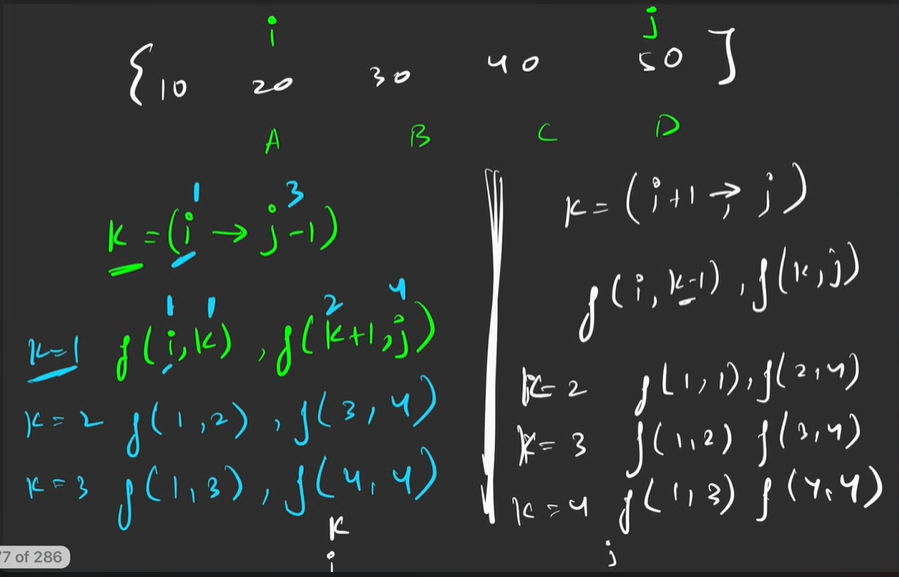 i j
{10 20 30 40 50]
A B C D
1 3
k = (i → j-1)
1 1 2 4
k=1 f(i,k) , f(k+1,j)
k=2 f(1,2) , f(3,4)
k=3 f(1,3) , f(4,4)
k
i
k = (i+1 → j)
f(i,k-1) , f(k,j)
k=2 f(1,1), f(2,4)
k=3 f(1,2) f(3,4)
k=4 f(1,3) f(4,4)
j
7 of 286